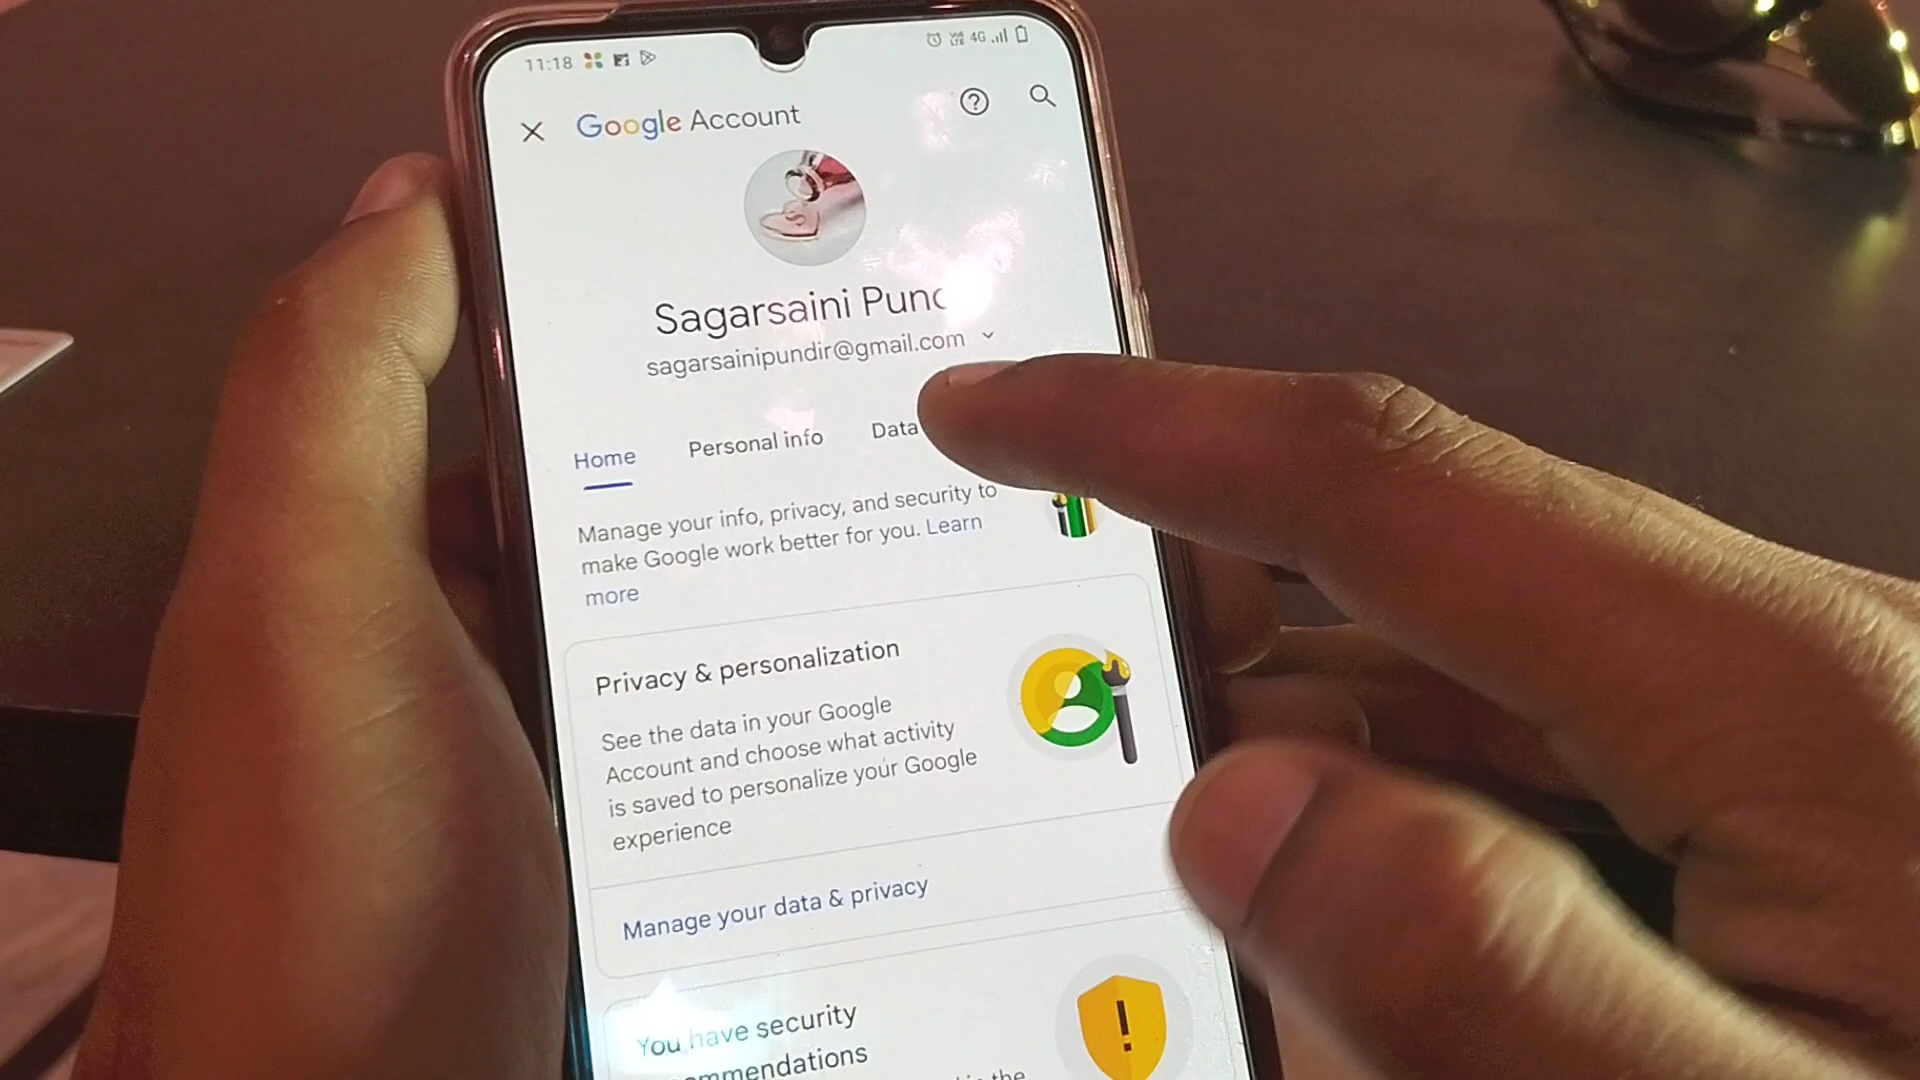 11:18
4G
Google Account
Sagarsaini
sagarsainipundir@gmail.com
Home Personal info Data
Manage your info, privacy, and security to
make Google work better for you. Learn
more
Privacy & personalization
See the data in your Google
Account and choose what activity
is saved to personalize your Google
experience
Manage your data & privacy
You have security
the